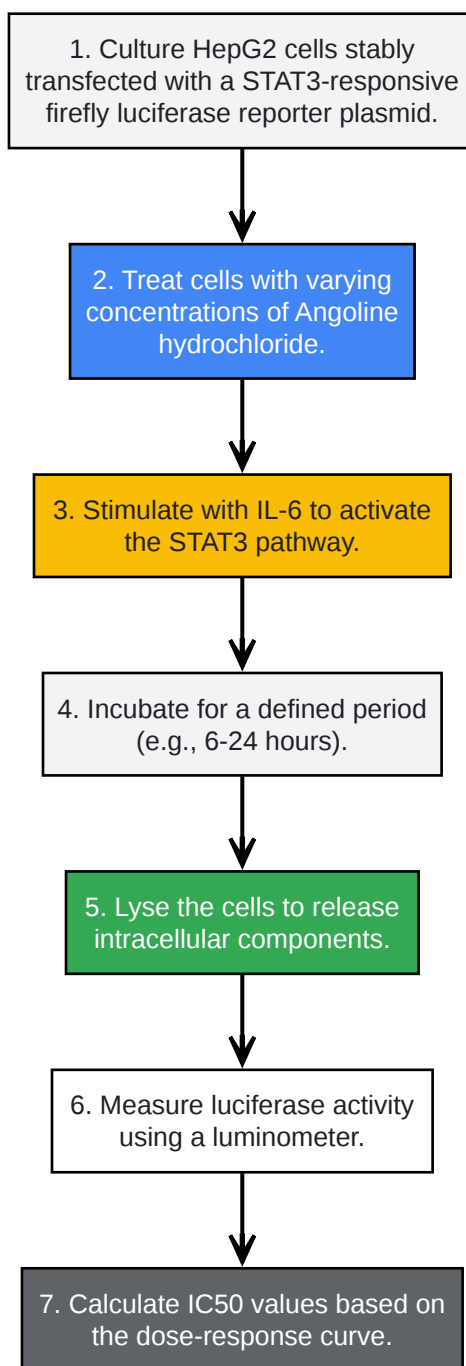 1. Culture HepG2 cells stably
transfected with a STAT3-responsive
firefly luciferase reporter plasmid.
2. Treat cells with varying
concentrations of Angoline
hydrochloride.
3. Stimulate with IL-6 to activate
the STAT3 pathway.
4. Incubate for a defined period
(e.g., 6-24 hours).
5. Lyse the cells to release
intracellular components.
6. Measure luciferase activity
using a luminometer.
7. Calculate IC50 values based on
the dose-response curve.